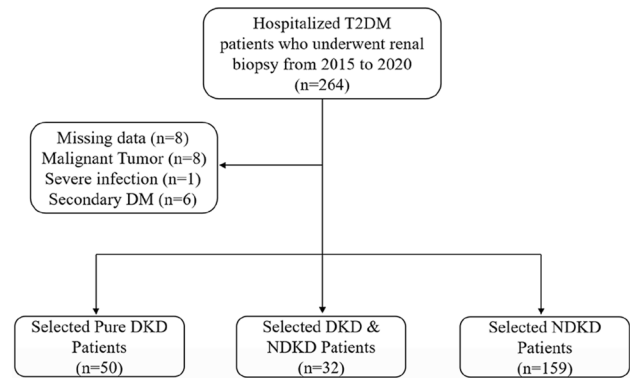 Hospitalized T2DM
patients who underwent renal
biopsy from 2015 to 2020
(n=264)
Missing data (n=8)
Malignant Tumor (n=8)
Severe infection (n=1)
Secondary DM (n=6)
Selected Pure DKD
Patients
(n=50)
Selected DKD &
NDKD Patients
(n=32)
Selected NDKD
Patients
(n=159)